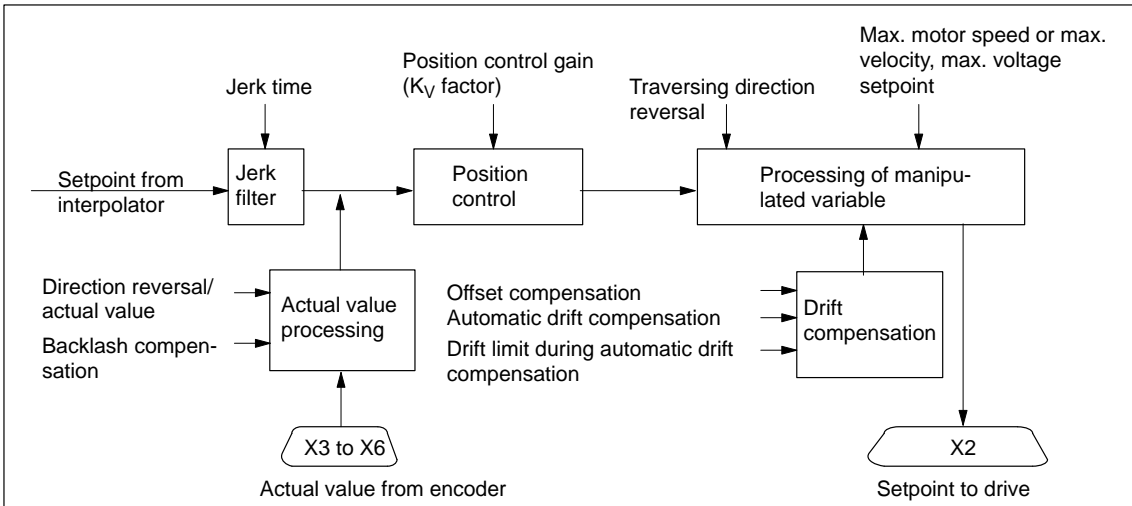 Max. motor speed or max.
velocity, max. voltage
setpoint
Position control gain
(KV factor)
Jerk time
Traversing direction
reversal
Setpoint from
interpolator
Jerk
filter
Position
control
Processing of manipu-
lated variable
Direction reversal/
actual value
Backlash compen-
sation
Actual value
processing
Offset compensation
Automatic drift compensation
Drift limit during automatic drift
compensation
Drift
compensation
X3 to X6
X2
Actual value from encoder
Setpoint to drive